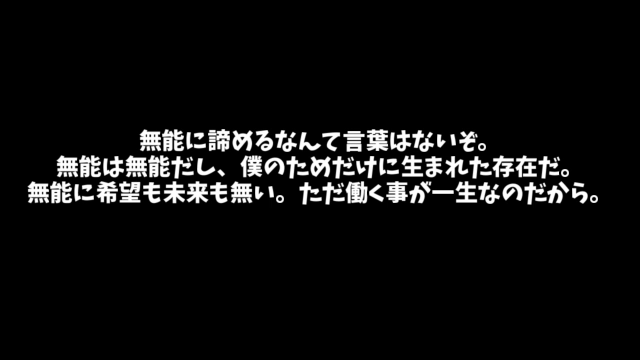 無能に諦めるなんて言葉はないぞ。
無能は無能だし、僕のためだけに生まれた存在だ。
無能に希望も未来も無い。ただ働く事が一生なのだから。